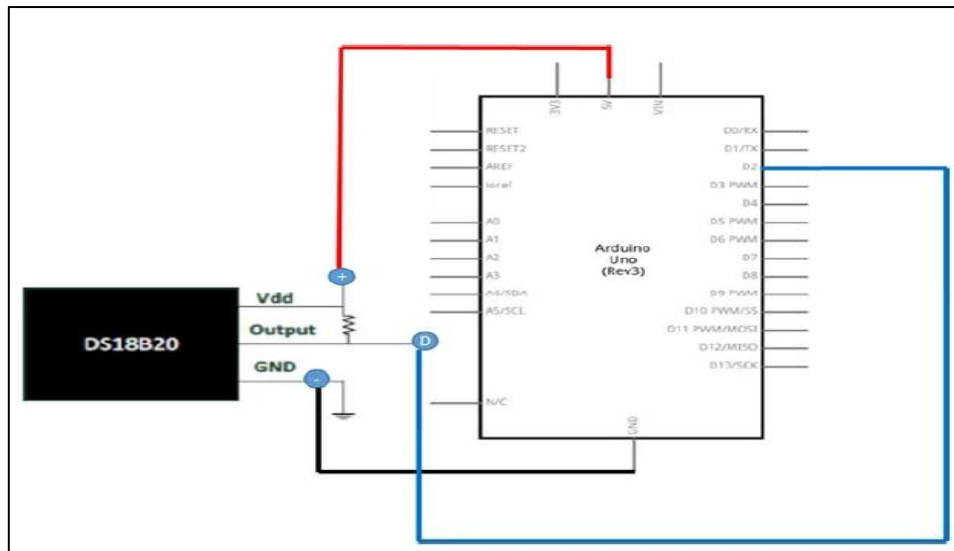 3V3
5V
VIN
RESET
RESET2
AREF
ioref
A0
A1
A2
A3
A4/SDA
A5/SCL
N/C
D0/RX
D1/TX
D2
D3 PWM
D4
D5 PWM
D6 PWM
D7
D8
D9 PWM
D10 PWM/SS
D11 PWM/MOSI
D12/MISO
D13/SCK
GND
Arduino
Uno
(Rev3)
+
Vdd
Output
D
GND
-
DS18B20